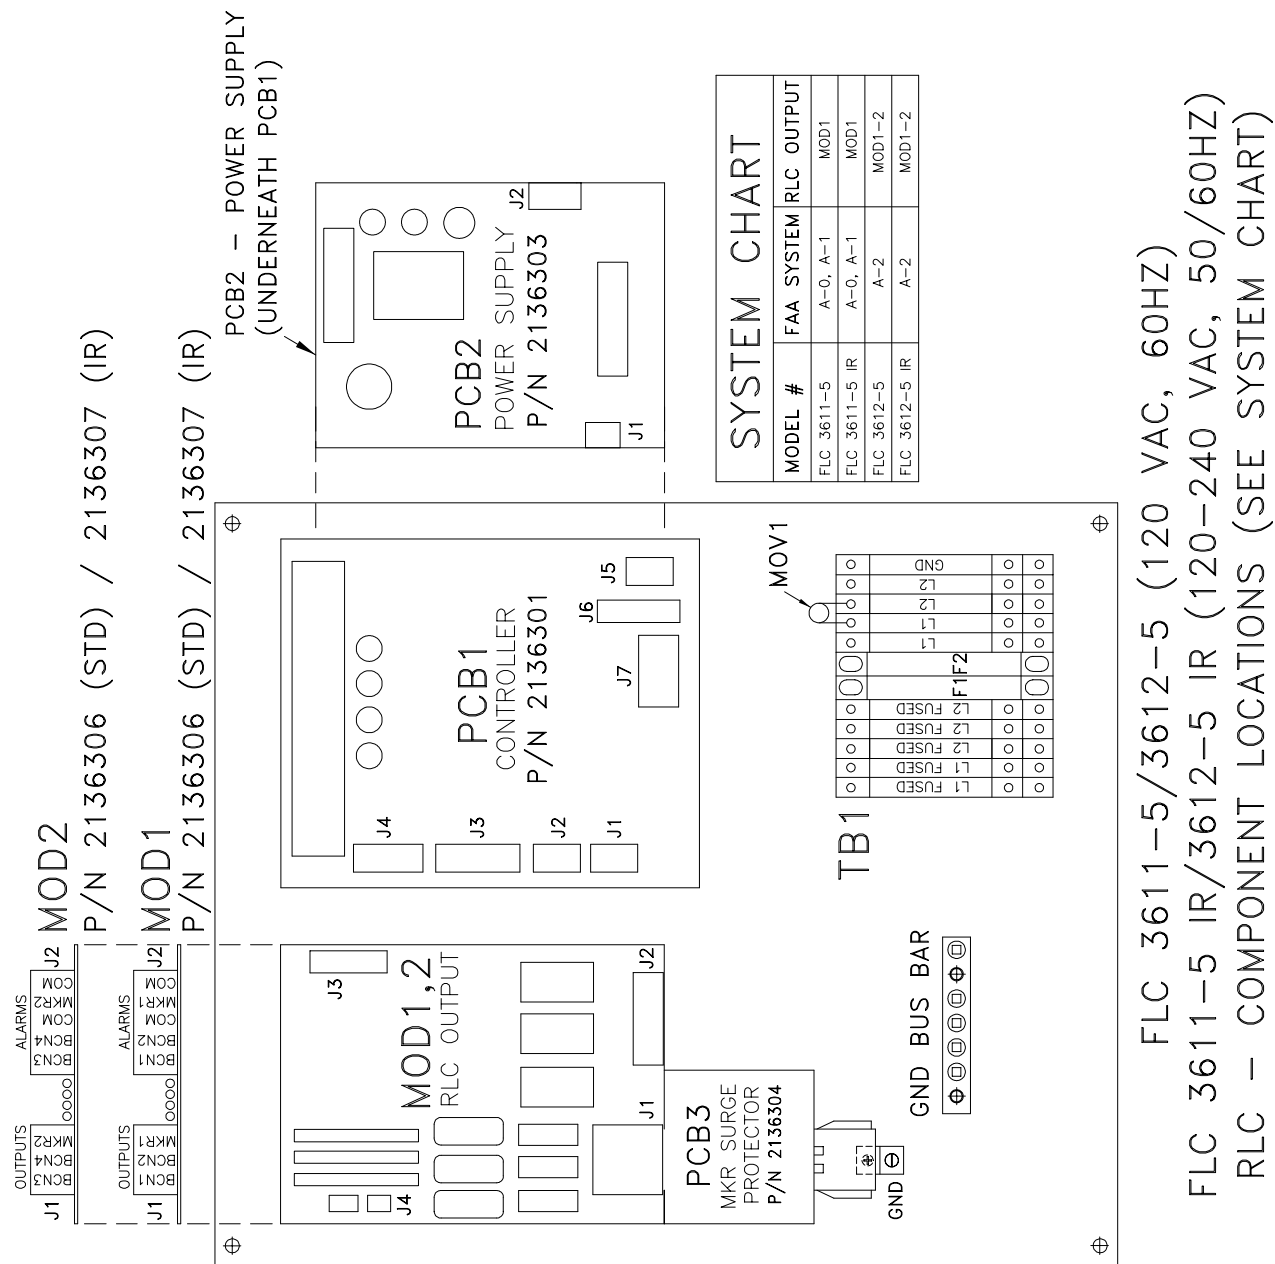 MOD2
P/N 2136306 (STD) / 2136307 (IR)
MOD1
P/N 2136306 (STD) / 2136307 (IR)
PCB2 – POWER SUPPLY
(UNDERNEATH PCB1)
OUTPUTS
ALARMS
J1
BCN3
BCN4
MKR2
BCN3
BCN4
COM
MKR2
COM
J2
OUTPUTS
ALARMS
J1
BCN1
BCN2
MKR1
BCN1
BCN2
COM
MKR1
COM
J2
J3
MOD1,2
RLC OUTPUT
J4
J1
J2
PCB3
MKR SURGE
PROTECTOR
P/N 2136304
GND
PCB1
CONTROLLER
P/N 2136301
J4
J3
J2
J1
J7
J6
J5
PCB2
POWER SUPPLY
P/N 2136303
J1
J2
GND BUS BAR
TB1
L1 FUSED
L1 FUSED
L2 FUSED
L2 FUSED
L2 FUSED
F1
F2
L1
L1
L2
L2
GND
MOV1
SYSTEM CHART
MODEL # FAA SYSTEM RLC OUTPUT
FLC 3611–5 A–0, A–1 MOD1
FLC 3611–5 IR A–0, A–1 MOD1
FLC 3612–5 A–2 MOD1–2
FLC 3612–5 IR A–2 MOD1–2
FLC 3611–5/3612–5 (120 VAC, 60HZ)
FLC 3611–5 IR/3612–5 IR (120–240 VAC, 50/60HZ)
RLC – COMPONENT LOCATIONS (SEE SYSTEM CHART)